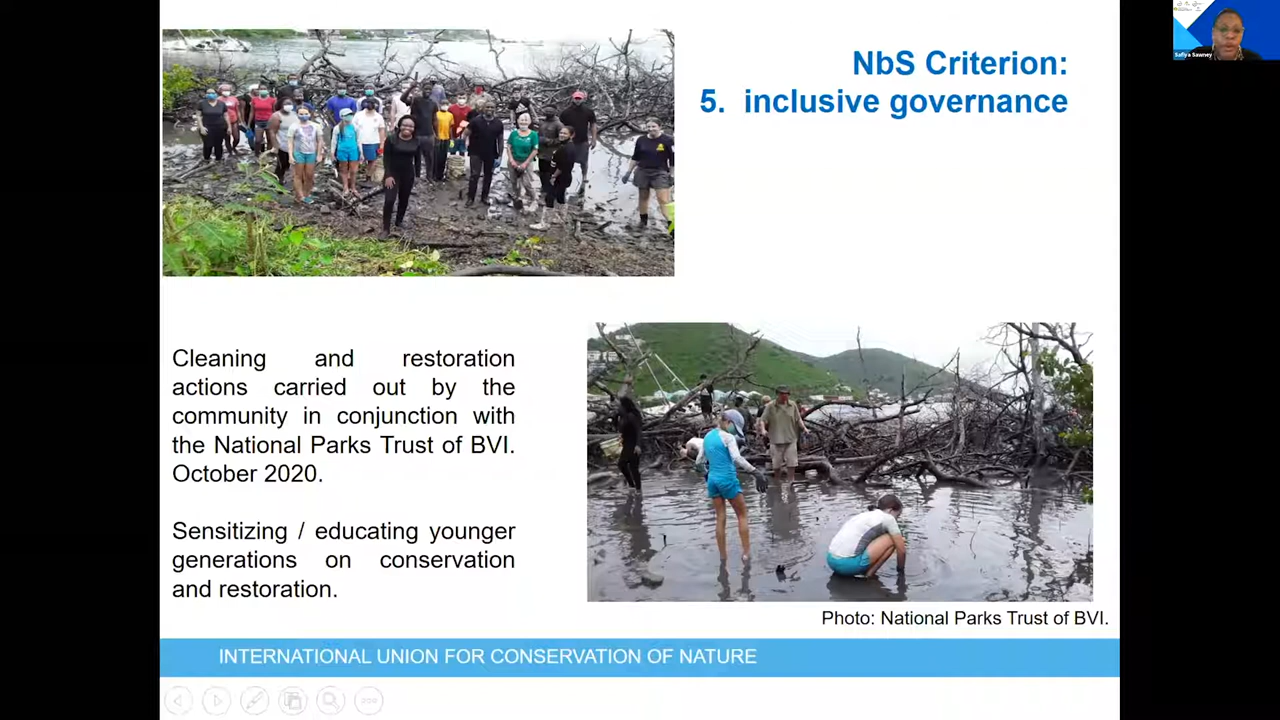 Safiya Sawney
NbS Criterion:
5. inclusive governance
Cleaning and restoration
actions carried out by the
community in conjunction with
the National Parks Trust of BVI.
October 2020.
Sensitizing / educating younger
generations on conservation
and restoration.
Photo: National Parks Trust of BVI.
INTERNATIONAL UNION FOR CONSERVATION OF NATURE